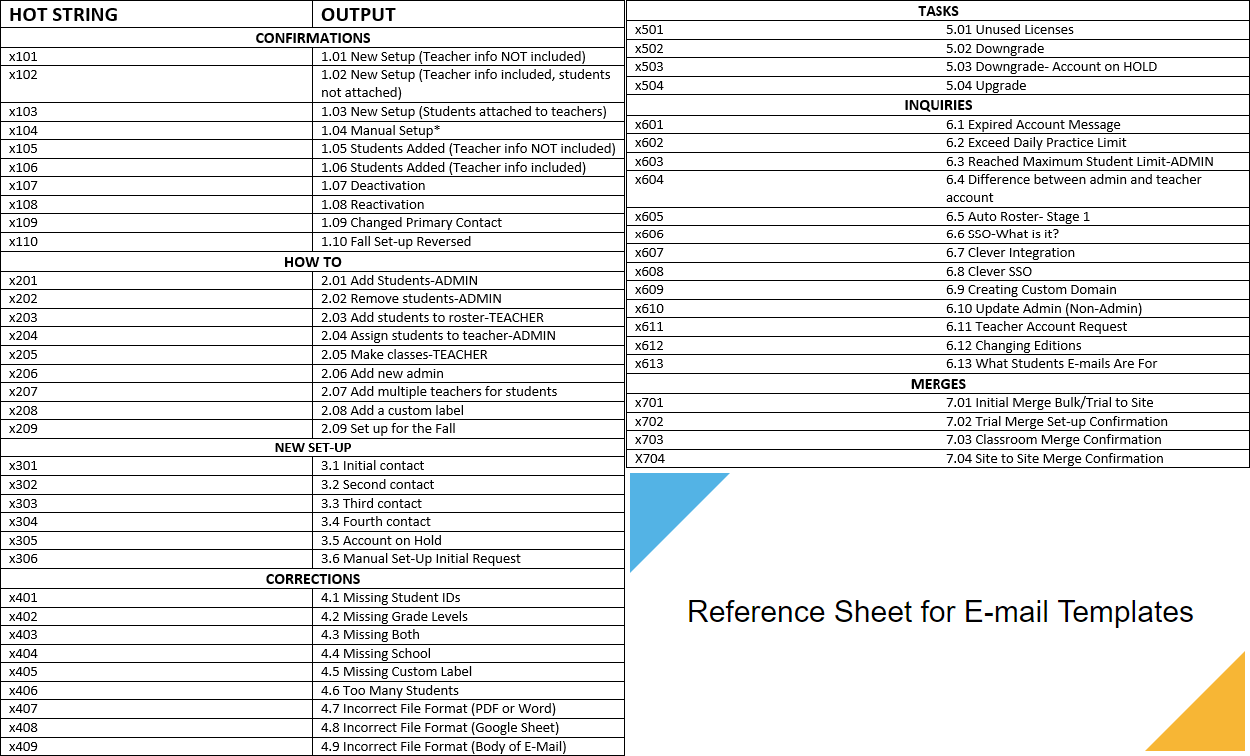 HOT STRING OUTPUT
CONFIRMATIONS
x101 1.01 New Setup (Teacher info NOT included)
x102 1.02 New Setup (Teacher info included, students
not attached)
x103 1.03 New Setup (Students attached to teachers)
x104 1.04 Manual Setup*
x105 1.05 Students Added (Teacher info NOT included)
x106 1.06 Students Added (Teacher info included)
x107 1.07 Deactivation
x108 1.08 Reactivation
x109 1.09 Changed Primary Contact
x110 1.10 Fall Set-up Reversed
HOW TO
x201 2.01 Add Students-ADMIN
x202 2.02 Remove students-ADMIN
x203 2.03 Add students to roster-TEACHER
x204 2.04 Assign students to teacher-ADMIN
x205 2.05 Make classes-TEACHER
x206 2.06 Add new admin
x207 2.07 Add multiple teachers for students
x208 2.08 Add a custom label
x209 2.09 Set up for the Fall
NEW SET-UP
x301 3.1 Initial contact
x302 3.2 Second contact
x303 3.3 Third contact
x304 3.4 Fourth contact
x305 3.5 Account on Hold
x306 3.6 Manual Set-Up Initial Request
CORRECTIONS
x401 4.1 Missing Student IDs
x402 4.2 Missing Grade Levels
x403 4.3 Missing Both
x404 4.4 Missing School
x405 4.5 Missing Custom Label
x406 4.6 Too Many Students
x407 4.7 Incorrect File Format (PDF or Word)
x408 4.8 Incorrect File Format (Google Sheet)
x409 4.9 Incorrect File Format (Body of E-Mail)
TASKS
x501 5.01 Unused Licenses
x502 5.02 Downgrade
x503 5.03 Downgrade- Account on HOLD
x504 5.04 Upgrade
INQUIRIES
x601 6.1 Expired Account Message
x602 6.2 Exceed Daily Practice Limit
x603 6.3 Reached Maximum Student Limit-ADMIN
x604 6.4 Difference between admin and teacher
account
x605 6.5 Auto Roster- Stage 1
x606 6.6 SSO-What is it?
x607 6.7 Clever Integration
x608 6.8 Clever SSO
x609 6.9 Creating Custom Domain
x610 6.10 Update Admin (Non-Admin)
x611 6.11 Teacher Account Request
x612 6.12 Changing Editions
x613 6.13 What Students E-mails Are For
MERGES
x701 7.01 Initial Merge Bulk/Trial to Site
x702 7.02 Trial Merge Set-up Confirmation
x703 7.03 Classroom Merge Confirmation
X704 7.04 Site to Site Merge Confirmation
Reference Sheet for E-mail Templates